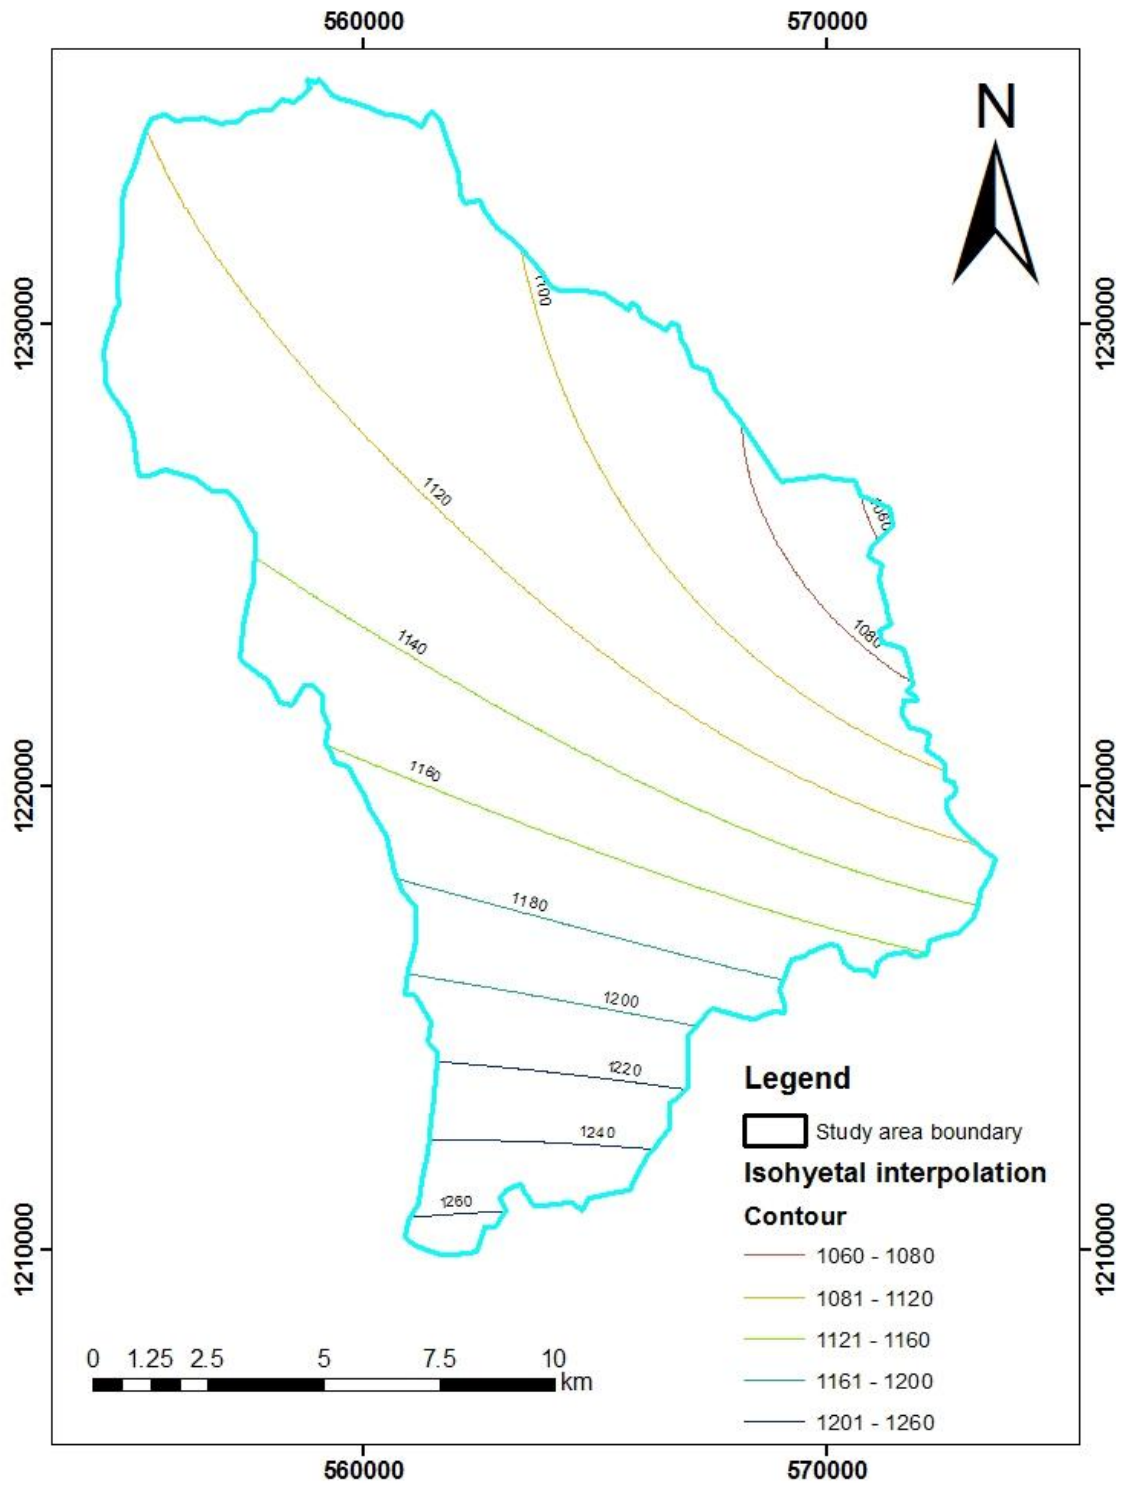 560000 570000
N
1230000 1230000
1100
1120
1060
1080
1140
1160
1220000 1220000
1180
1200
1220
1240
1260
1210000 1210000
Legend
Study area boundary
Isohyetal interpolation
Contour
1060 - 1080
1081 - 1120
1121 - 1160
1161 - 1200
1201 - 1260
0 1.25 2.5 5 7.5 10
km
560000 570000